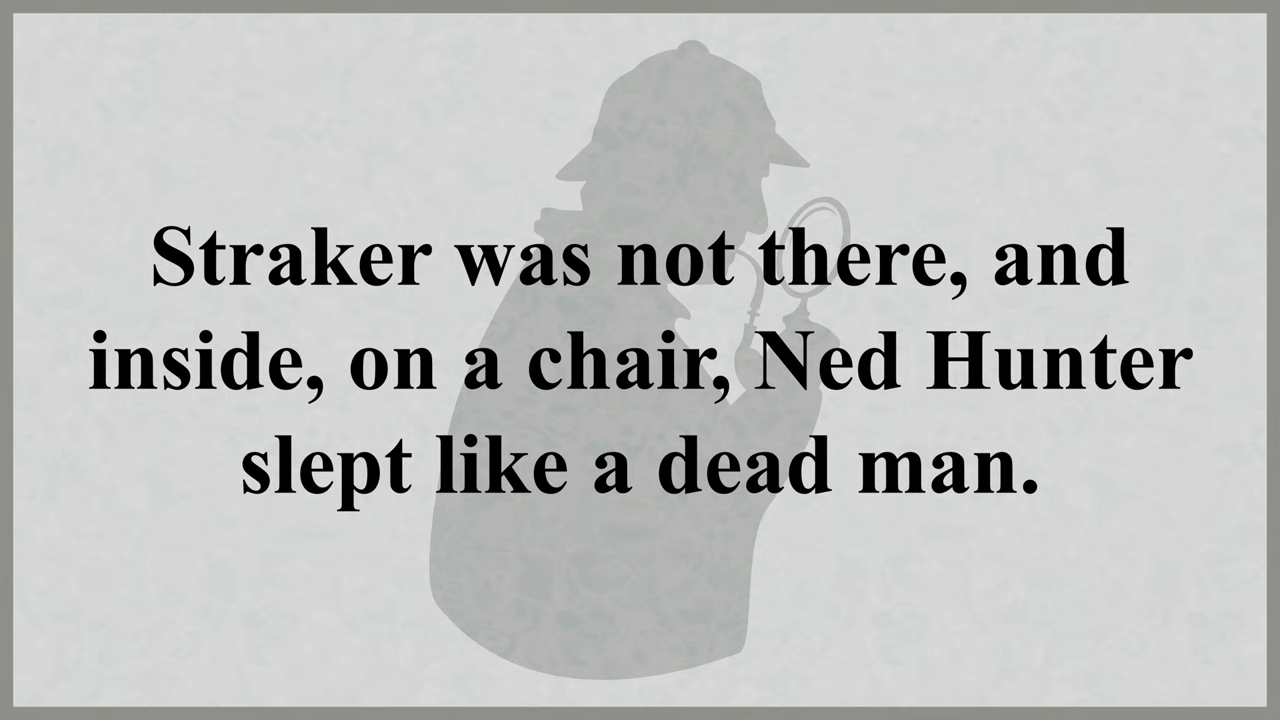 Straker was not there, and
inside, on a chair, Ned Hunter
slept like a dead man.